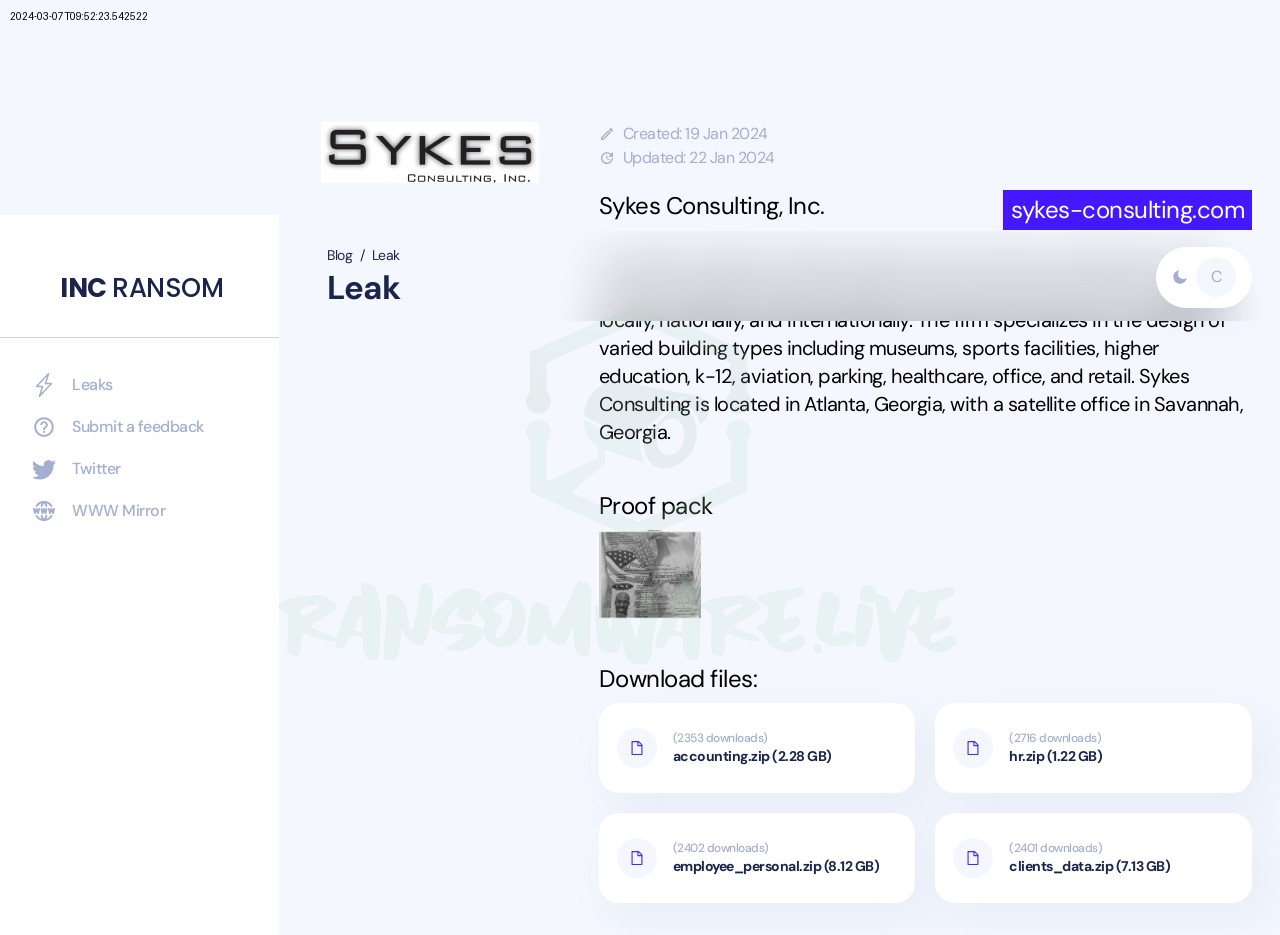 2024-03-07T09:52:23.542522
SYKES
CONSULTING, INC.
Created: 19 Jan 2024
Updated: 22 Jan 2024
Sykes Consulting, Inc.
sykes-consulting.com
Blog / Leak
Leak
C
INC RANSOM
Leaks
Submit a feedback
Twitter
WWW Mirror
locally, nationally, and internationally. The firm specializes in the design of
varied building types including museums, sports facilities, higher
education, k-12, aviation, parking, healthcare, office, and retail. Sykes
Consulting is located in Atlanta, Georgia, with a satellite office in Savannah,
Georgia.
Proof pack
RANSOMWARE.LIVE
Download files:
(2353 downloads)
accounting.zip (2.28 GB)
(2716 downloads)
hr.zip (1.22 GB)
(2402 downloads)
employee_personal.zip (8.12 GB)
(2401 downloads)
clients_data.zip (7.13 GB)